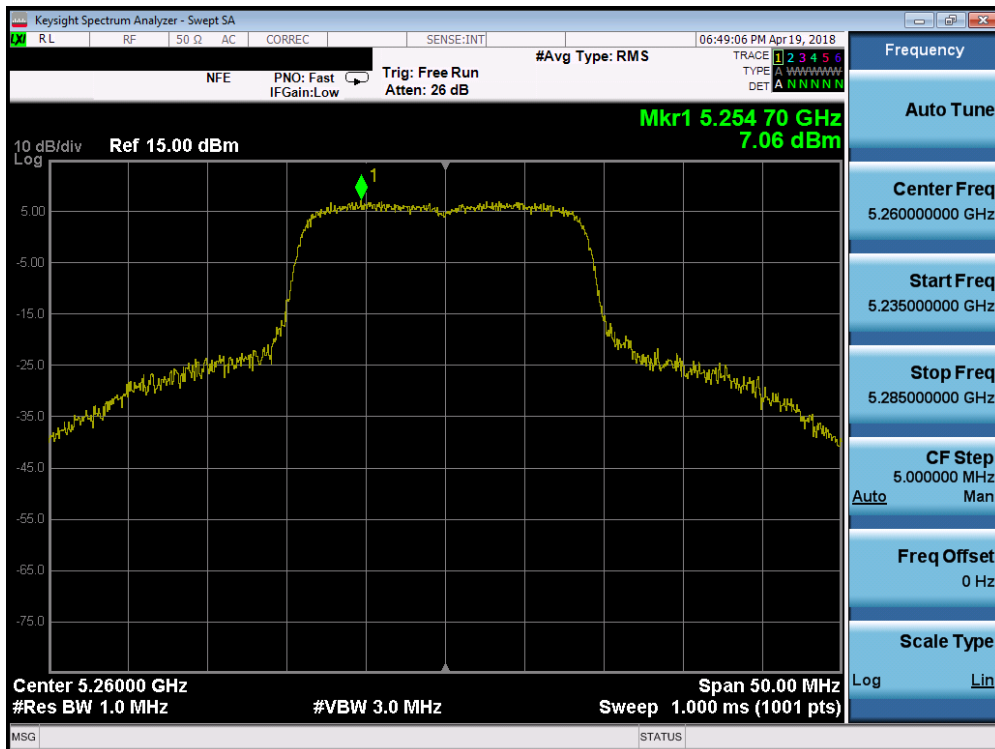 Keysight Spectrum Analyzer - Swept SA
LXI RL RF 50 Ω AC CORREC SENSE:INT 06:49:06 PM Apr 19, 2018
NFE PNO: Fast IFGain:Low Trig: Free Run Atten: 26 dB #Avg Type: RMS
TRACE 1 2 3 4 5 6
TYPE A WWWWW
DET A N N N N N
Mkr1 5.254 70 GHz
7.06 dBm
10 dB/div Ref 15.00 dBm
Log
1
5.00
-5.00
-15.0
-25.0
-35.0
-45.0
-55.0
-65.0
-75.0
Center 5.26000 GHz Span 50.00 MHz
#Res BW 1.0 MHz #VBW 3.0 MHz Sweep 1.000 ms (1001 pts)
MSG STATUS
Frequency
Auto Tune
Center Freq
5.260000000 GHz
Start Freq
5.235000000 GHz
Stop Freq
5.285000000 GHz
CF Step
5.000000 MHz
Auto Man
Freq Offset
0 Hz
Scale Type
Log Lin